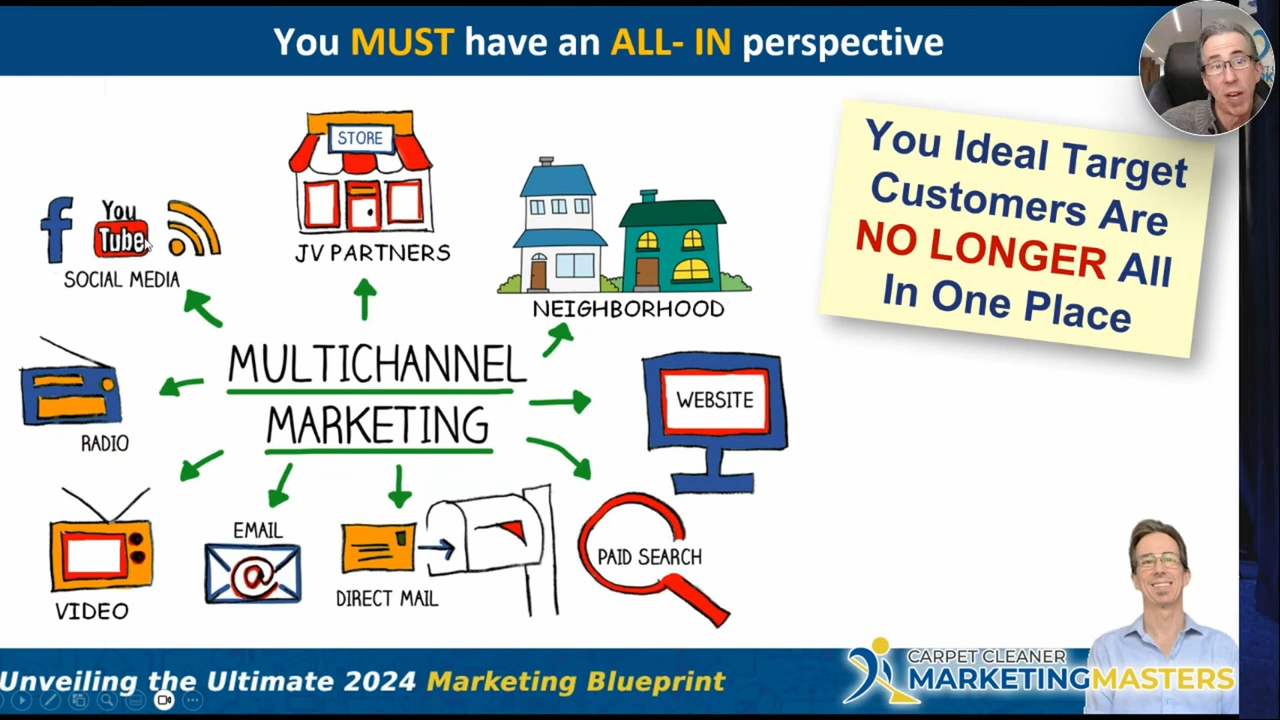 You MUST have an ALL- IN perspective
You Ideal Target
Customers Are
NO LONGER All
In One Place
STORE
JV PARTNERS
You
Tube
SOCIAL MEDIA
NEIGHBORHOOD
MULTICHANNEL
MARKETING
RADIO
WEBSITE
VIDEO
EMAIL
@
DIRECT MAIL
PAID SEARCH
Unveiling the Ultimate 2024 Marketing Blueprint
CARPET CLEANER
MARKETINGMASTERS